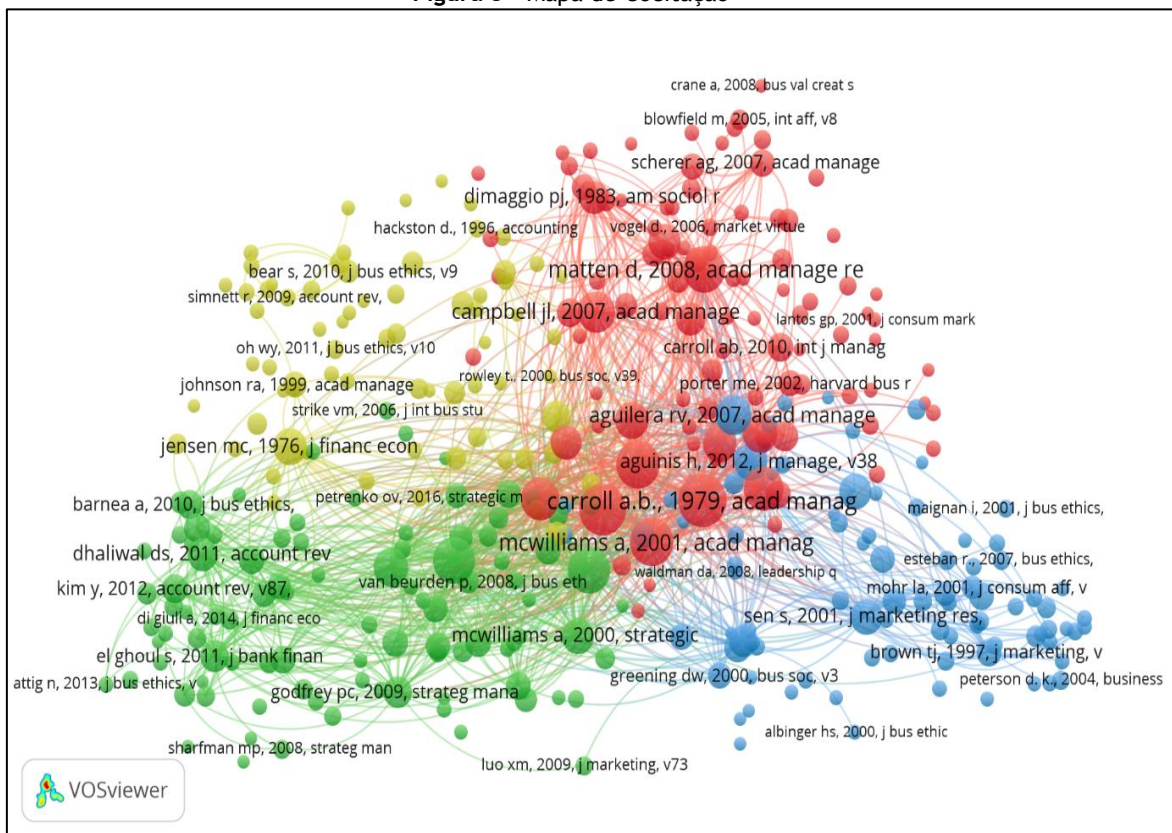 Mapa de cocitação
crane a, 2008, bus val creat s
blowfield m, 2005, int aff, v8
scherer ag, 2007, acad manage
dimaggio pj, 1983, am sociol r
hackston d., 1996, accounting
vogel d., 2006, market virtue
bear s, 2010, j bus ethics, v9
matten d, 2008, acad manage re
simnett r, 2009, account rev,
campbell jl, 2007, acad manage
lantos gp, 2001, j consum mark
oh wy, 2011, j bus ethics, v10
carroll ab, 2010, int j manag
rowley t., 2000, bus soc, v39,
johnson ra, 1999, acad manage
porter me, 2002, harvard bus r
strike vm, 2006, j int bus stu
aguilera rv, 2007, acad manage
jensen mc, 1976, j financ econ
aguinis h, 2012, j manage, v38
petrenko ov, 2016, strategic m
carroll a.b., 1979, acad manag
barnea a, 2010, j bus ethics,
maignan i, 2001, j bus ethics,
mcwilliams a, 2001, acad manag
dhaliwal ds, 2011, account rev
esteban r., 2007, bus ethics,
waldman da, 2008, leadership q
van beurden p, 2008, j bus eth
kim y, 2012, account rev, v87,
mohr la, 2001, j consum aff, v
di giuli a, 2014, j financ eco
sen s, 2001, j marketing res,
mcwilliams a, 2000, strategic
brown tj, 1997, j marketing, v
el ghoul s, 2011, j bank finan
greening dw, 2000, bus soc, v3
peterson d. k., 2004, business
attig n, 2013, j bus ethics, v
godfrey pc, 2009, strateg mana
albinger hs, 2000, j bus ethic
sharfman mp, 2008, strateg man
luo xm, 2009, j marketing, v73
VOSviewer